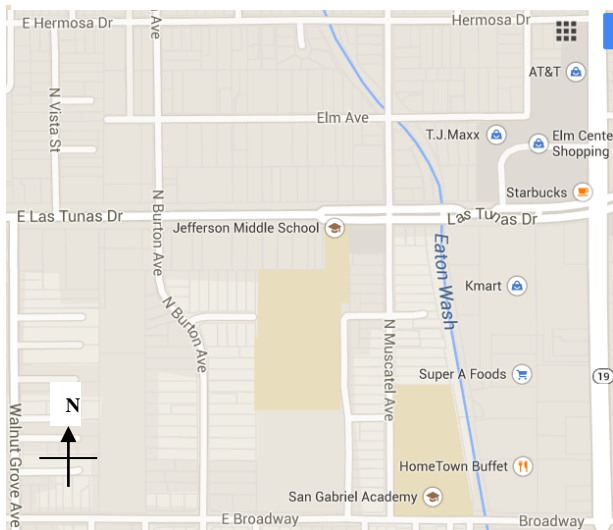 E Hermosa Dr
Ave
Hermosa Dr
AT&T
N Vista St
Elm Ave
T.J.Maxx
Elm Cente
Shopping
Starbucks
N Burton Ave
E Las Tunas Dr
Las Tunas Dr
Jefferson Middle School
Eaton Wash
Kmart
N Burton Ave
N Muscatel Ave
Super A Foods
19
N
Walnut Grove Ave
HomeTown Buffet
San Gabriel Academy
E Broadway
Broadway